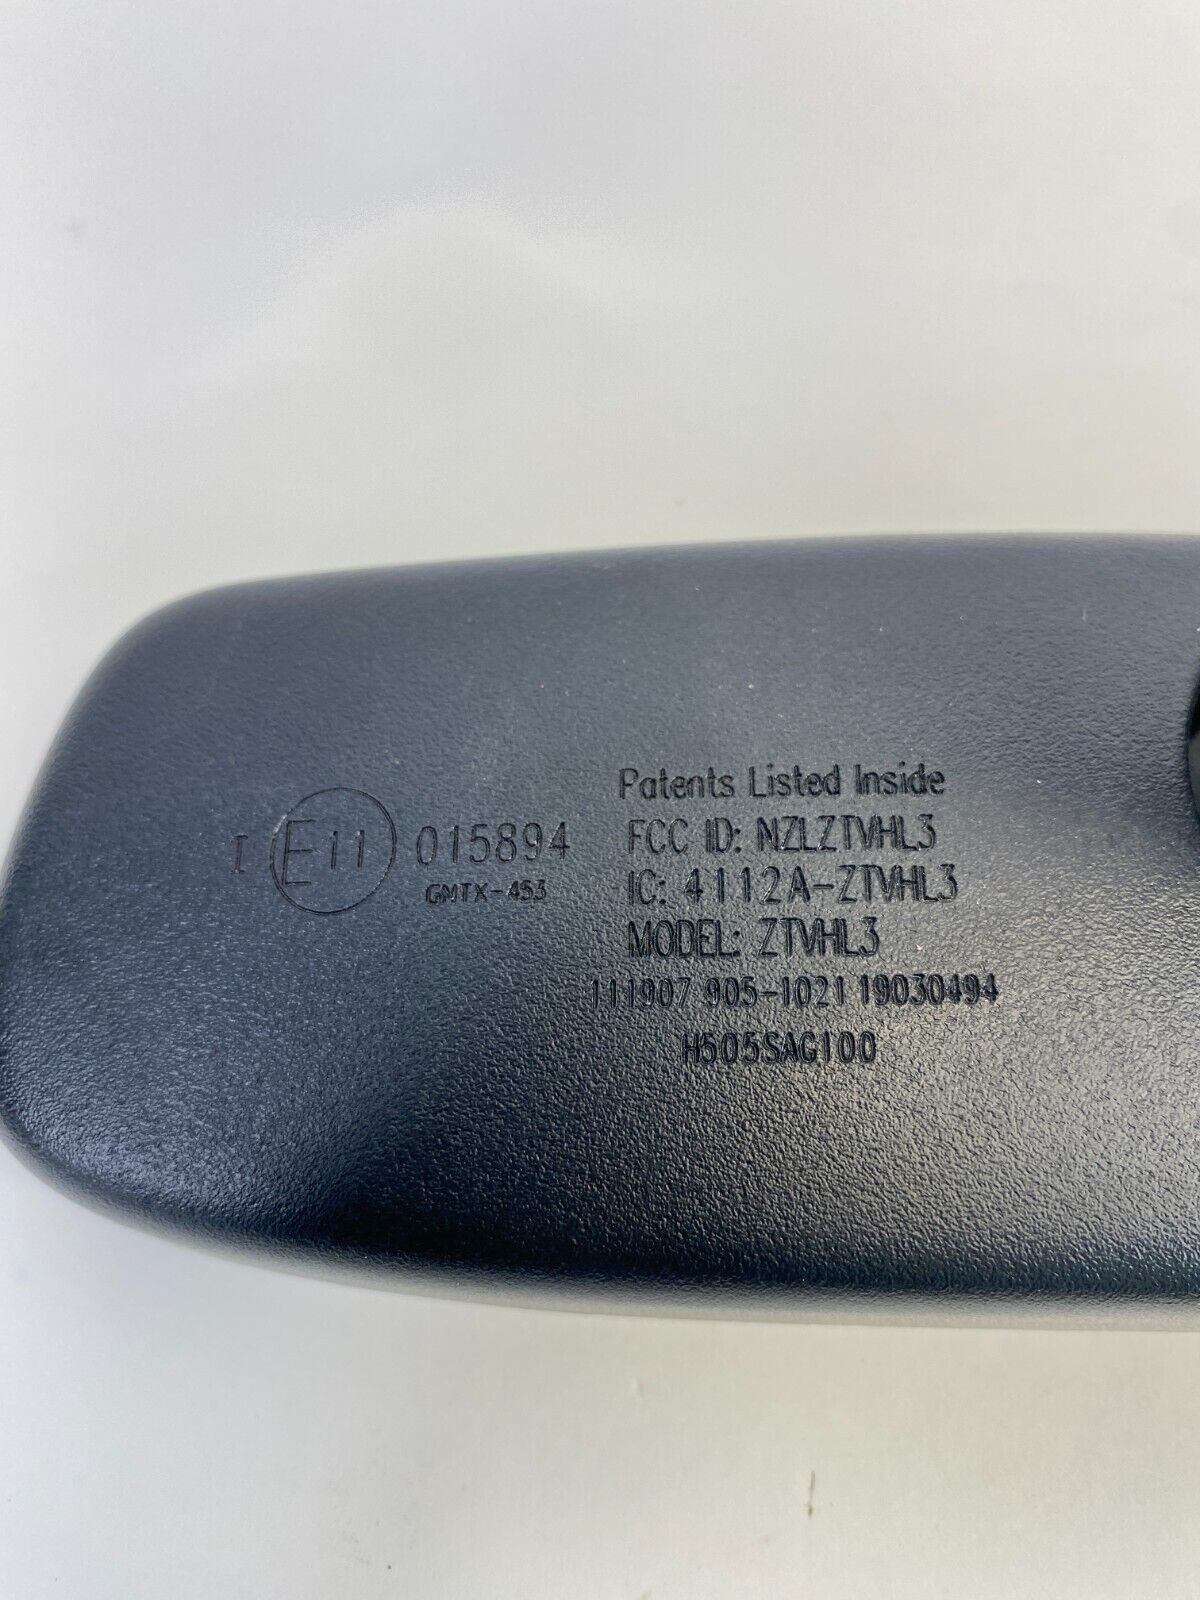 I E11 015894
GMTX-453
Patents Listed Inside
FCC ID: NZLZTVHL3
IC: 4112A-ZTVHL3
MODEL: ZTVHL3
111907 905-1021 19030494
H505SAG100